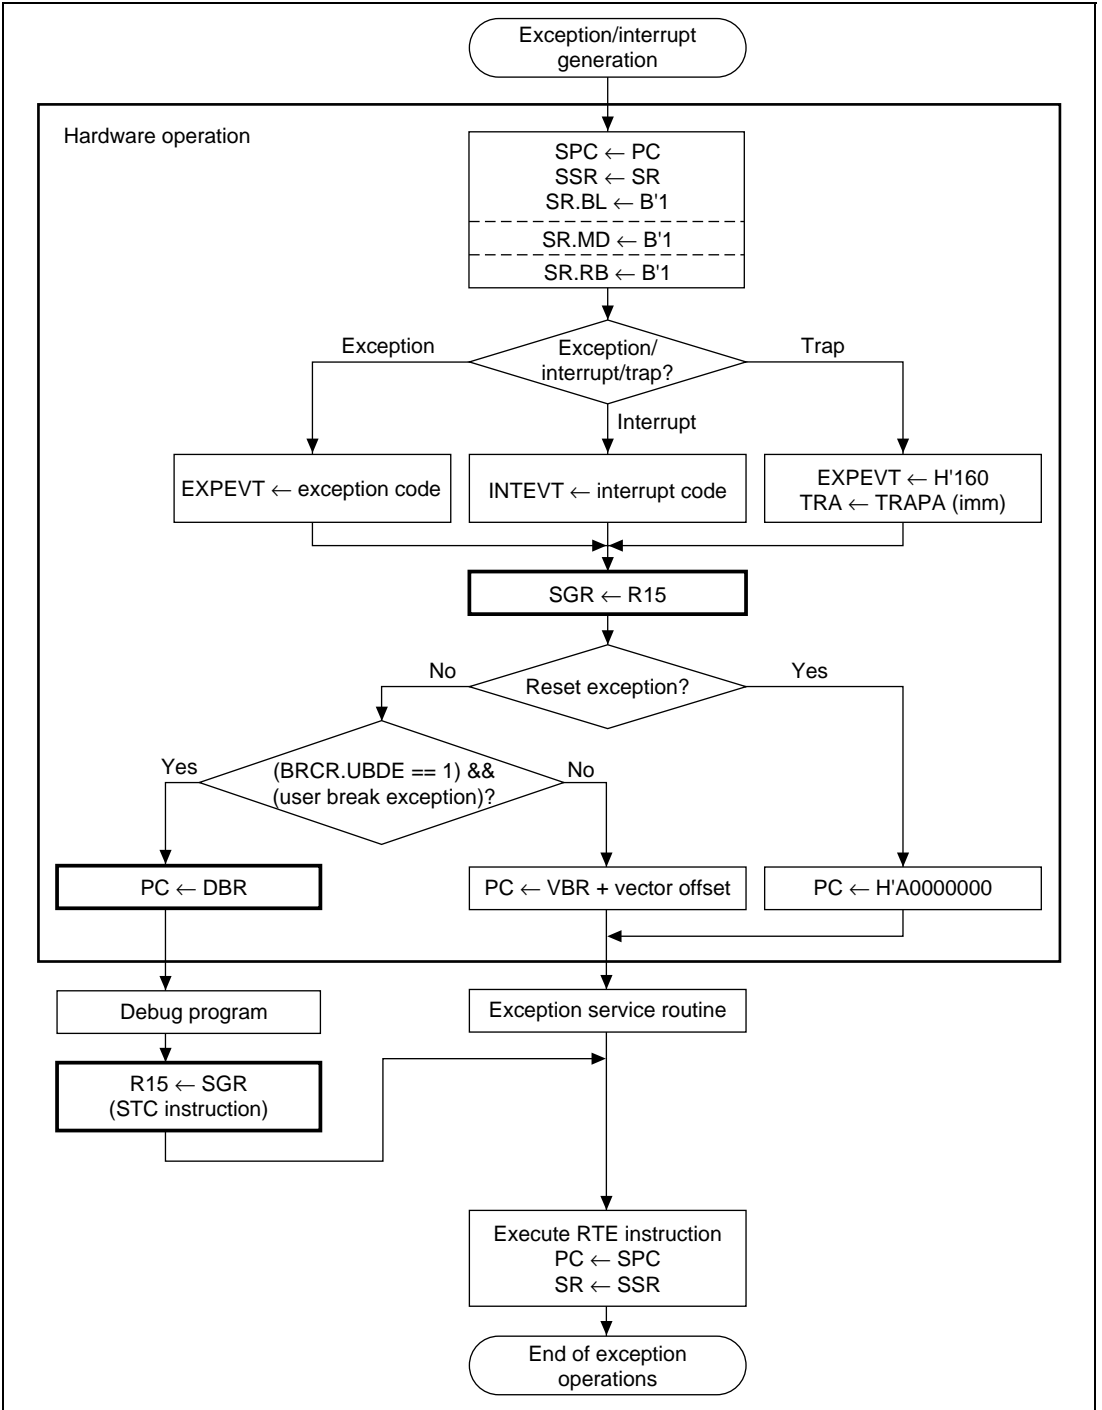 Exception/interrupt
generation
Hardware operation
SPC ← PC
SSR ← SR
SR.BL ← B'1
SR.MD ← B'1
SR.RB ← B'1
Exception
Exception/
interrupt/trap?
Trap
Interrupt
EXPEVT ← exception code
INTEVT ← interrupt code
EXPEVT ← H'160
TRA ← TRAPA (imm)
SGR ← R15
No
Reset exception?
Yes
Yes
(BRCR.UBDE == 1) &&
(user break exception)?
No
PC ← DBR
PC ← VBR + vector offset
PC ← H'A0000000
Debug program
Exception service routine
R15 ← SGR
(STC instruction)
Execute RTE instruction
PC ← SPC
SR ← SSR
End of exception
operations